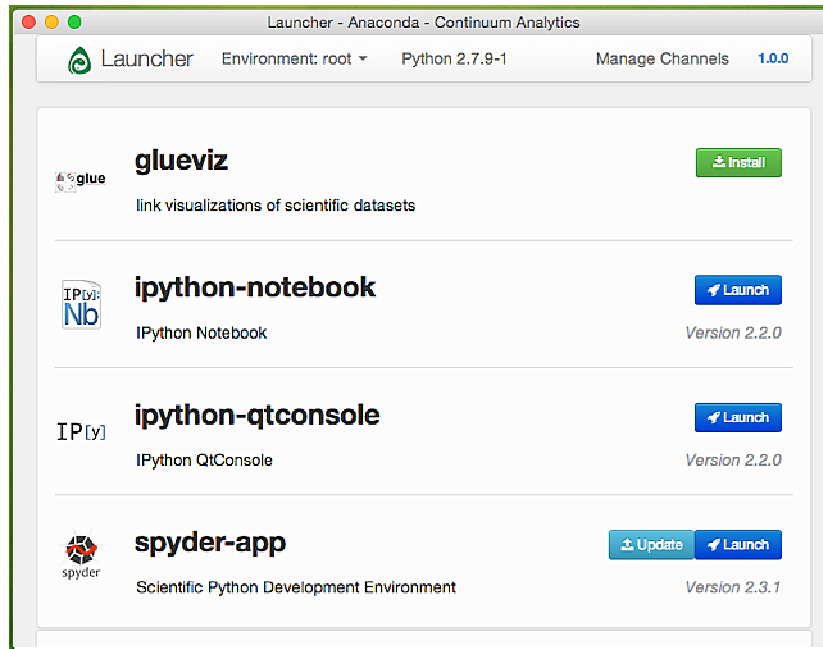 Launcher - Anaconda - Continuum Analytics
Launcher Environment: root Python 2.7.9-1 Manage Channels 1.0.0
glueviz
Install
glue
link visualizations of scientific datasets
ipython-notebook
Launch
IP[y]:
Nb
IPython Notebook
Version 2.2.0
ipython-qtconsole
Launch
IP[y]
IPython QtConsole
Version 2.2.0
spyder-app
Update Launch
spyder
Scientific Python Development Environment
Version 2.3.1